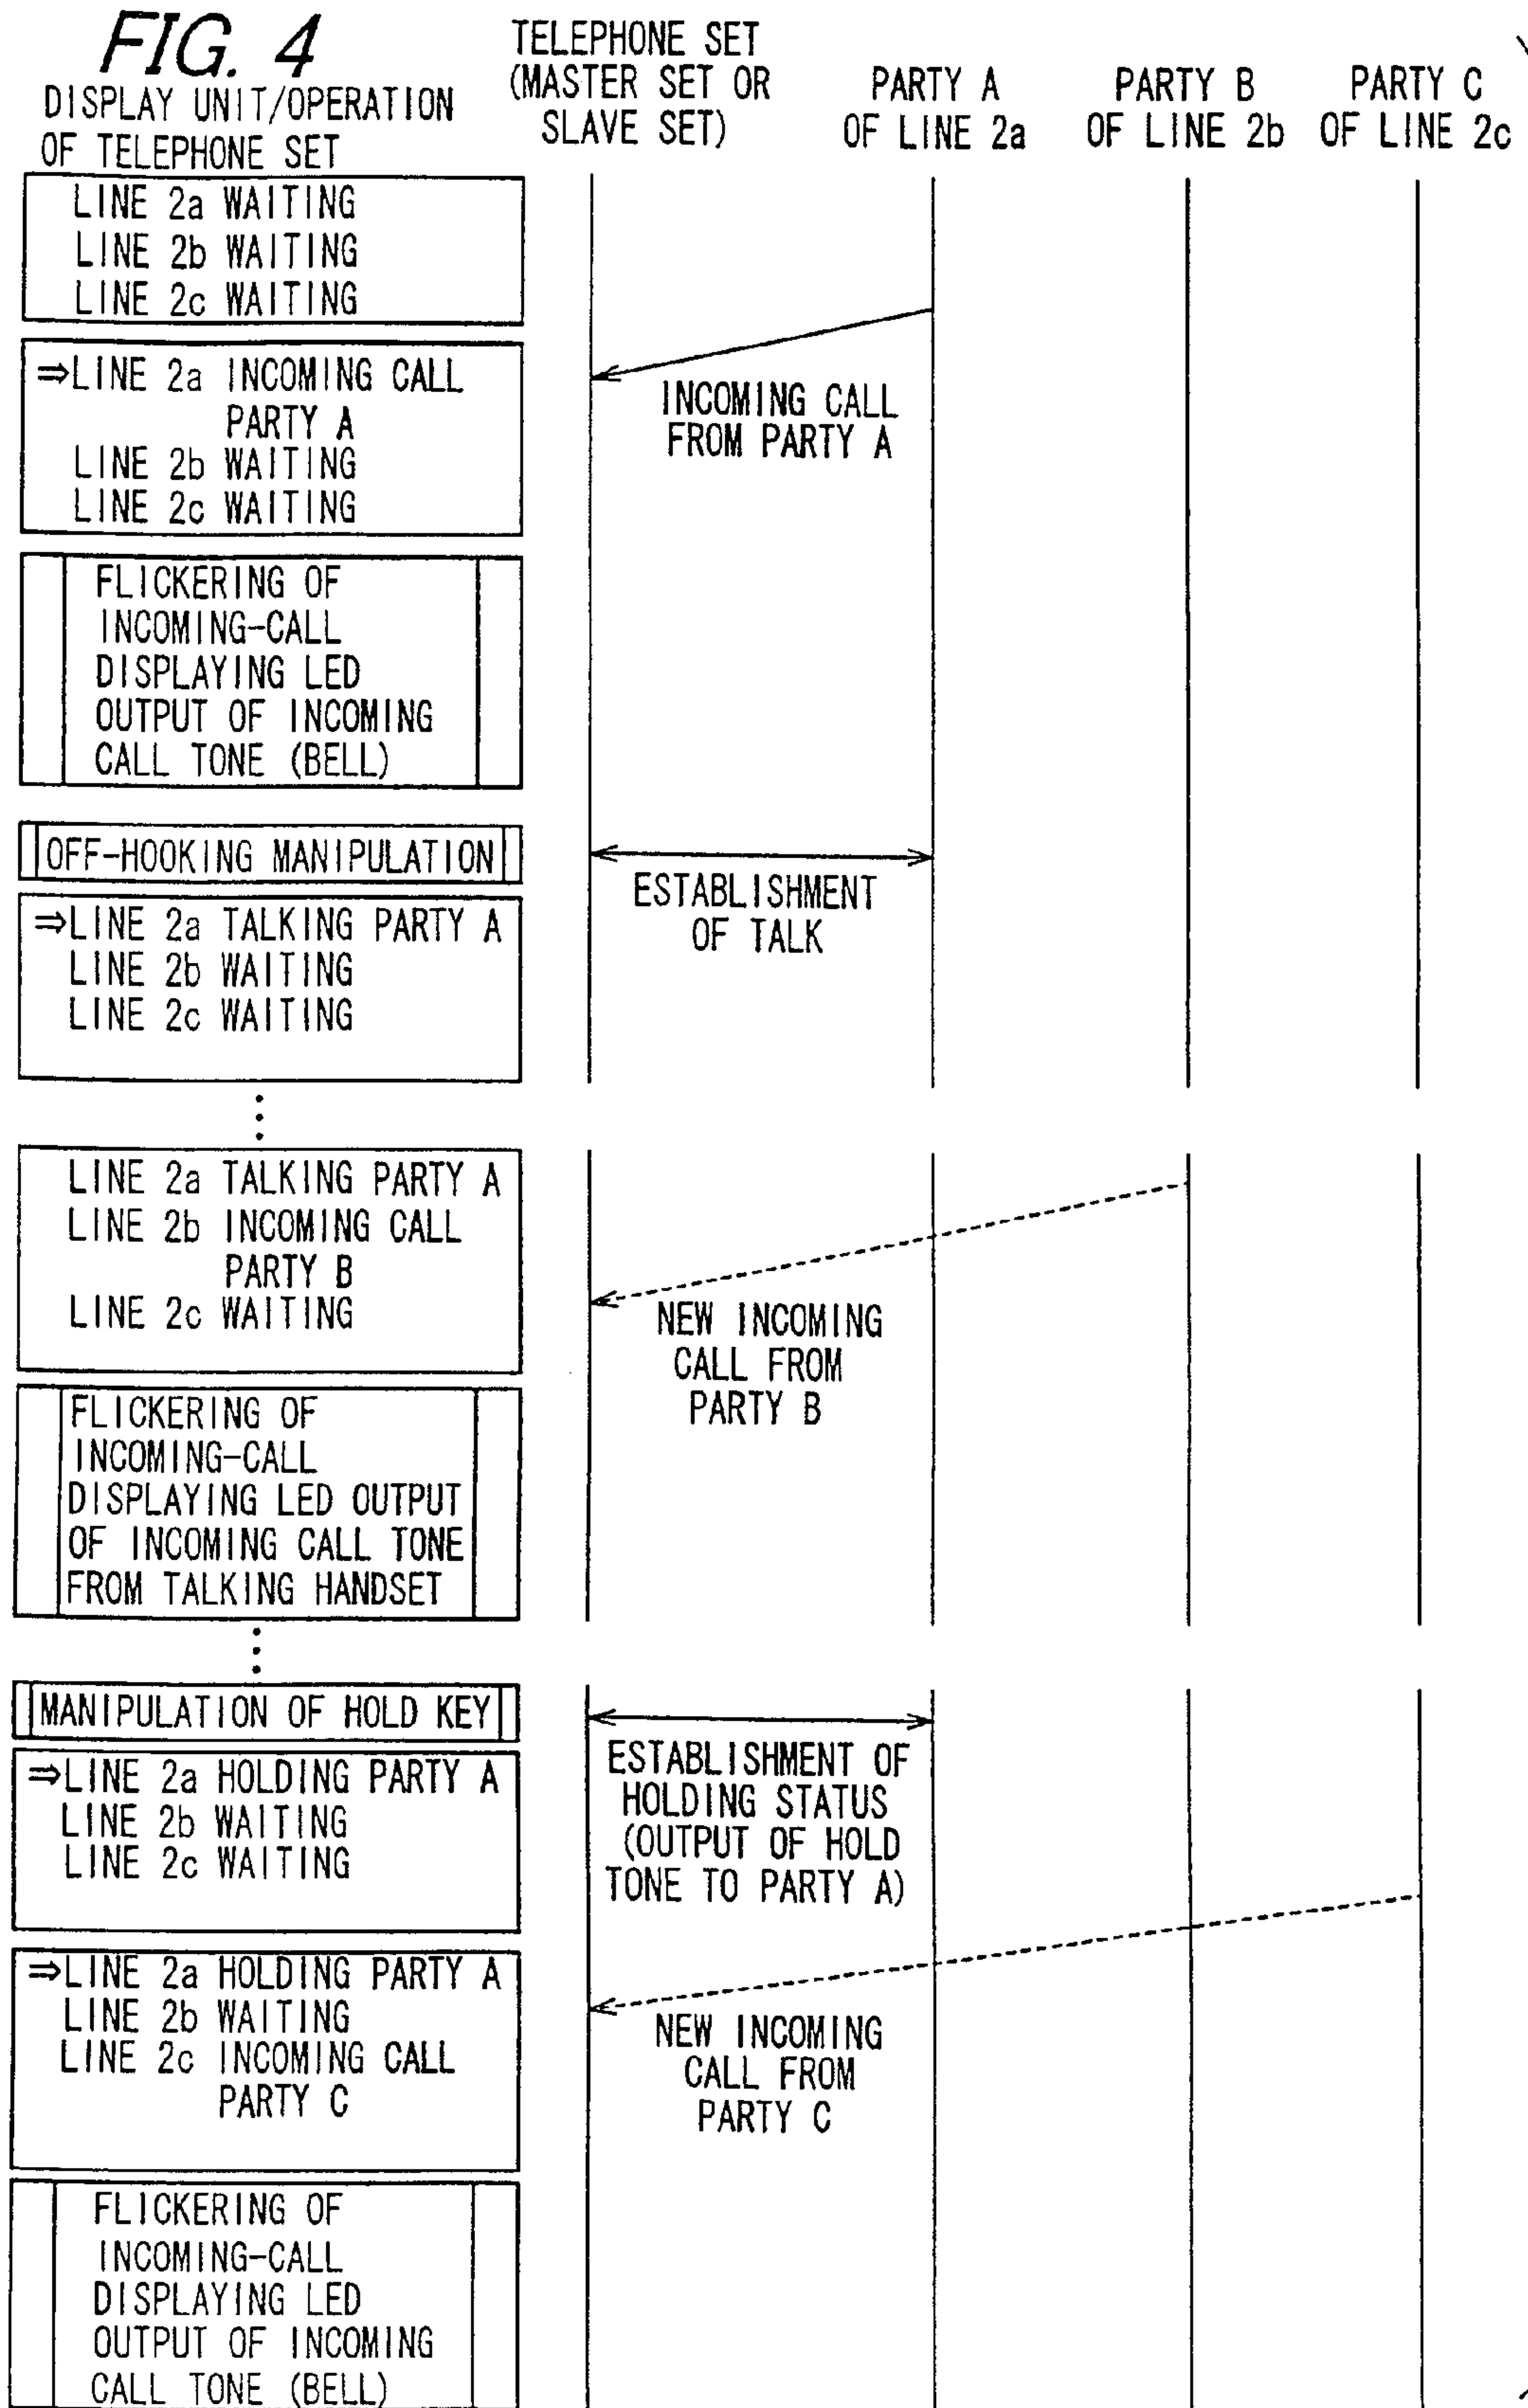 FIG. 4
DISPLAY UNIT/OPERATION
OF TELEPHONE SET
TELEPHONE SET
(MASTER SET OR
SLAVE SET)
PARTY A
OF LINE 2a
PARTY B
OF LINE 2b
PARTY C
OF LINE 2c
LINE 2a WAITING
LINE 2b WAITING
LINE 2c WAITING
⇒LINE 2a INCOMING CALL
PARTY A
LINE 2b WAITING
LINE 2c WAITING
INCOMING CALL
FROM PARTY A
FLICKERING OF
INCOMING-CALL
DISPLAYING LED
OUTPUT OF INCOMING
CALL TONE (BELL)
OFF-HOOKING MANIPULATION
ESTABLISHMENT
OF TALK
⇒LINE 2a TALKING PARTY A
LINE 2b WAITING
LINE 2c WAITING
LINE 2a TALKING PARTY A
LINE 2b INCOMING CALL
PARTY B
LINE 2c WAITING
NEW INCOMING
CALL FROM
PARTY B
FLICKERING OF
INCOMING-CALL
DISPLAYING LED OUTPUT
OF INCOMING CALL TONE
FROM TALKING HANDSET
MANIPULATION OF HOLD KEY
ESTABLISHMENT OF
HOLDING STATUS
(OUTPUT OF HOLD
TONE TO PARTY A)
⇒LINE 2a HOLDING PARTY A
LINE 2b WAITING
LINE 2c WAITING
⇒LINE 2a HOLDING PARTY A
LINE 2b WAITING
LINE 2c INCOMING CALL
PARTY C
NEW INCOMING
CALL FROM
PARTY C
FLICKERING OF
INCOMING-CALL
DISPLAYING LED
OUTPUT OF INCOMING
CALL TONE (BELL)